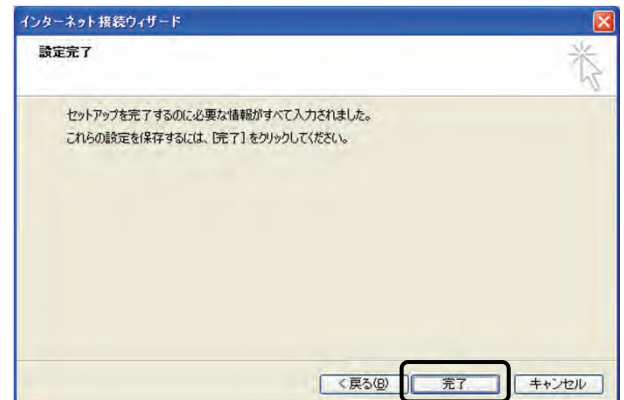 インターネット接続ウィザード
設定完了
セットアップを完了するのに必要な情報がすべて入力されました。
これらの設定を保存するには、[完了] をクリックしてください。
< 戻る(B) 完了 キャンセル